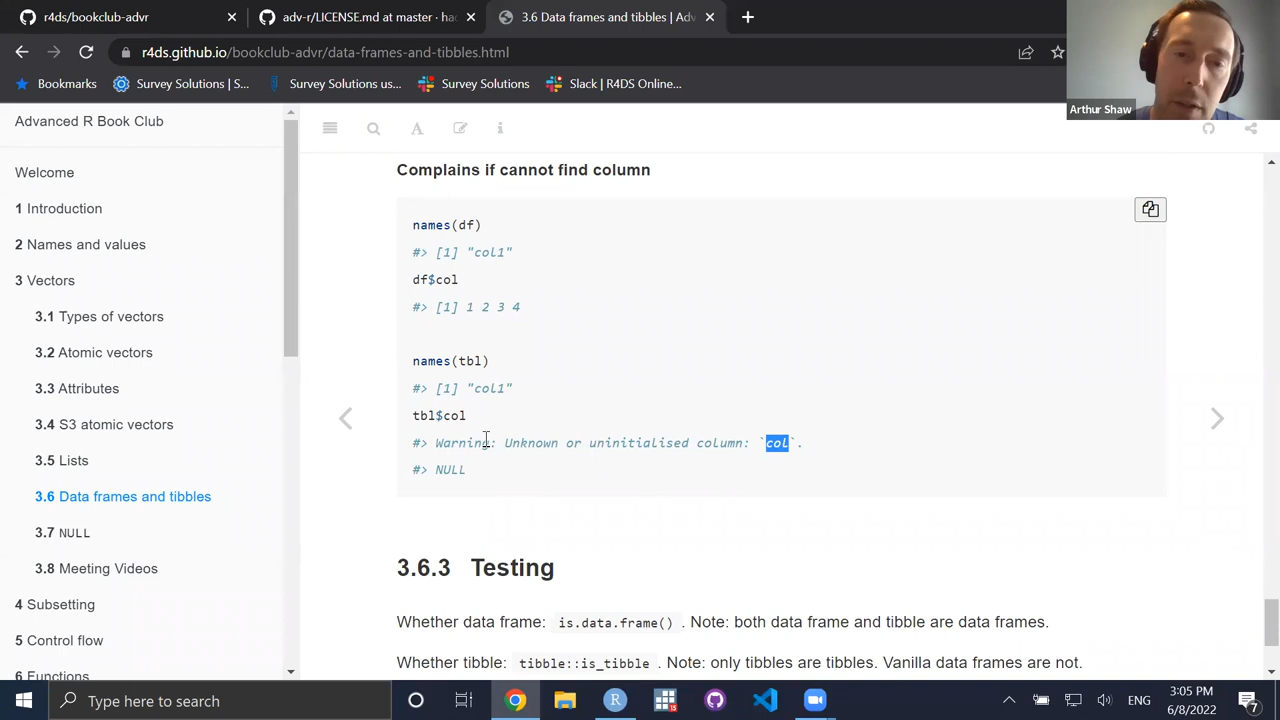 r4ds/bookclub-advr
adv-r/LICENSE.md at master · ha
3.6 Data frames and tibbles | Adv
r4ds.github.io/bookclub-advr/data-frames-and-tibbles.html
Bookmarks
Survey Solutions | S...
Survey Solutions us...
Survey Solutions
Slack | R4DS Online...
Arthur Shaw
Advanced R Book Club
Welcome
1 Introduction
2 Names and values
3 Vectors
3.1 Types of vectors
3.2 Atomic vectors
3.3 Attributes
3.4 S3 atomic vectors
3.5 Lists
3.6 Data frames and tibbles
3.7 NULL
3.8 Meeting Videos
4 Subsetting
5 Control flow
6 Functions
Complains if cannot find column
names(df)
#> [1] "col1"
df$col
#> [1] 1 2 3 4
names(tbl)
#> [1] "col1"
tbl$col
#> Warning: Unknown or uninitialised column: `col`.
#> NULL
3.6.3 Testing
Whether data frame: is.data.frame() . Note: both data frame and tibble are data frames.
Whether tibble: tibble::is_tibble . Note: only tibbles are tibbles. Vanilla data frames are not.
Type here to search
15
ENG
3:05 PM
6/8/2022
7